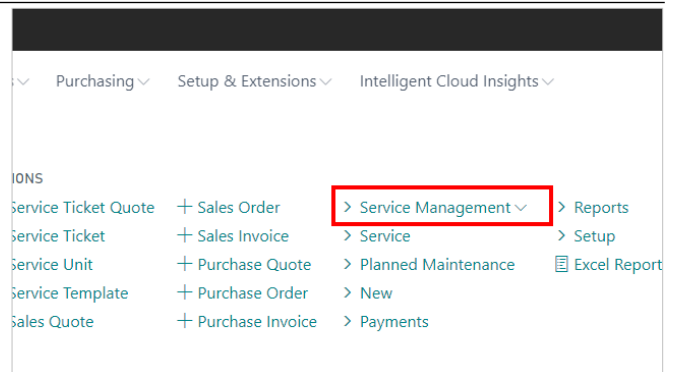 Purchasing Setup & Extensions Intelligent Cloud Insights
IONS
Service Ticket Quote + Sales Order > Service Management > Reports
Service Ticket + Sales Invoice > Service > Setup
Service Unit + Purchase Quote > Planned Maintenance Excel Report
Service Template + Purchase Order > New
Sales Quote + Purchase Invoice > Payments